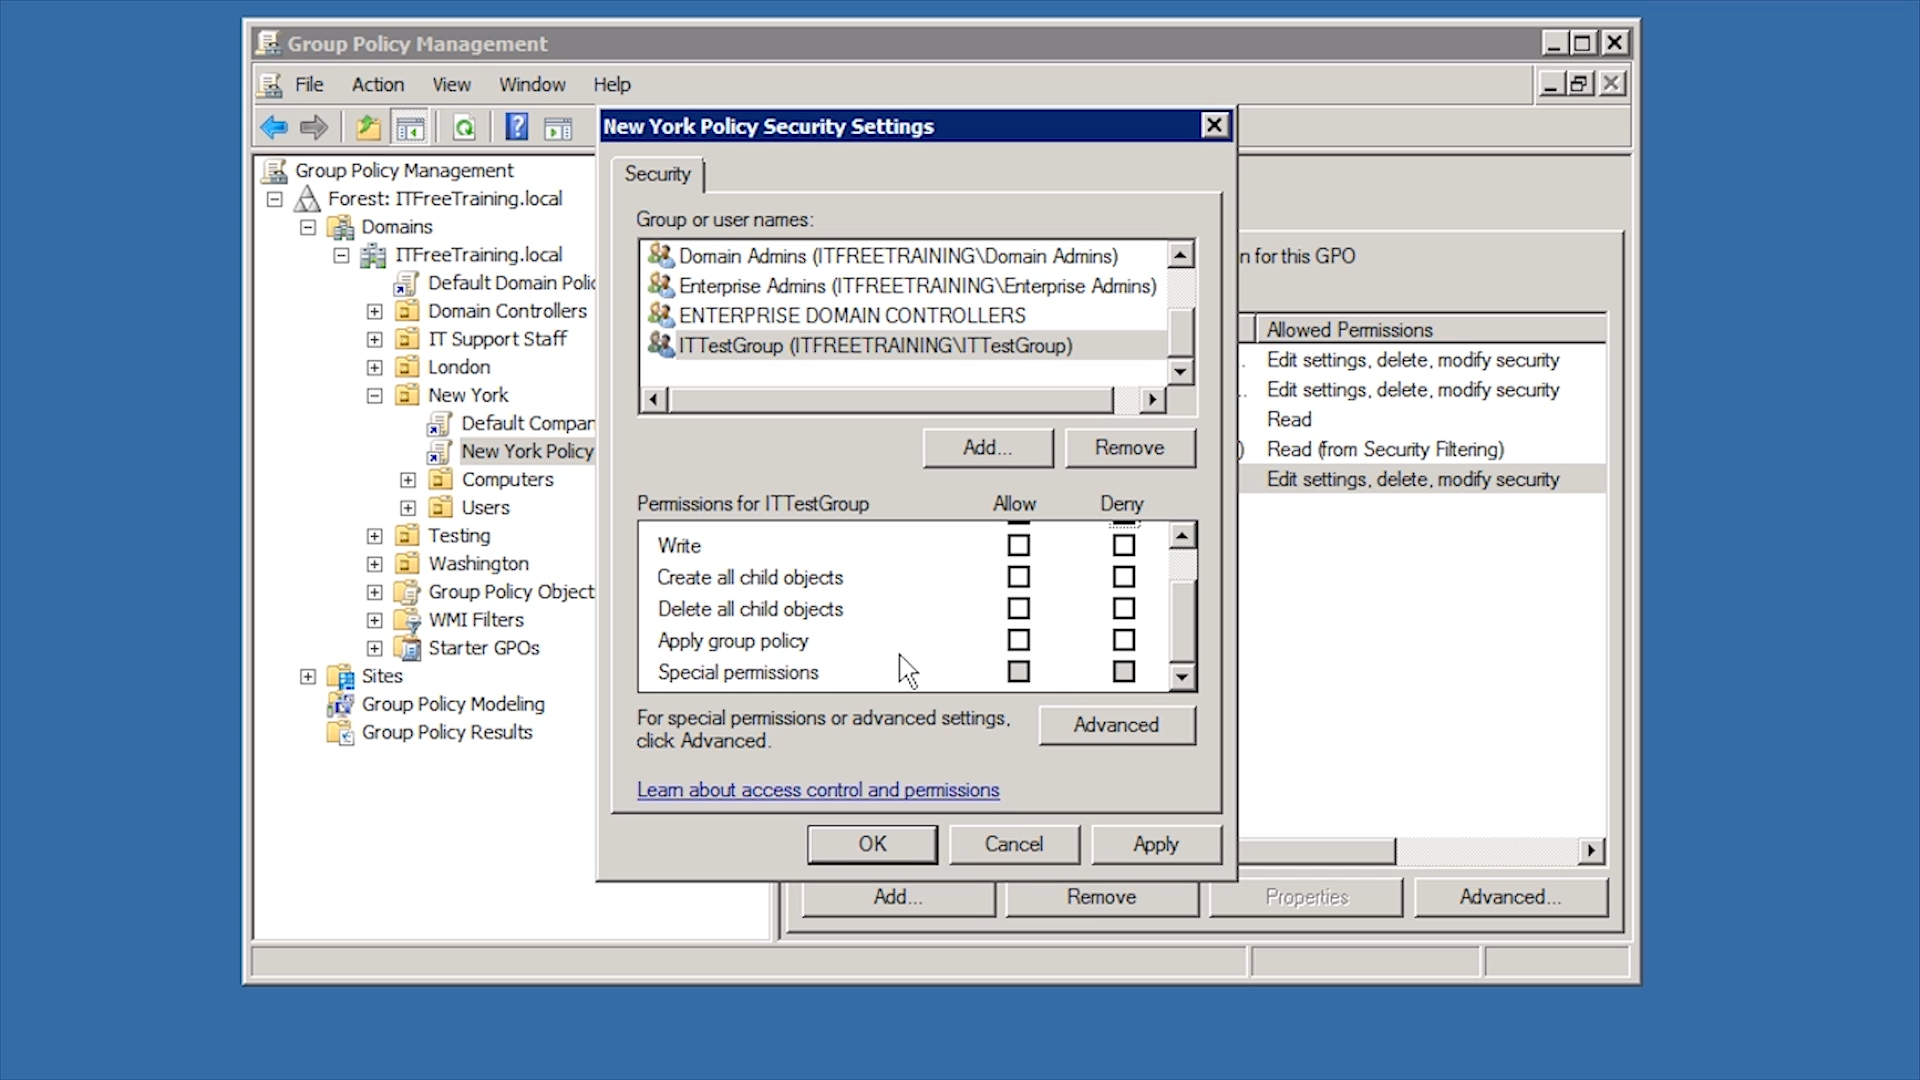 Group Policy Management
File Action View Window Help
New York Policy Security Settings
Group Policy Management
Forest: ITFreeTraining.local
Domains
ITFreeTraining.local
Default Domain Polic
Domain Controllers
IT Support Staff
London
New York
Default Compan
New York Policy
Computers
Users
Testing
Washington
Group Policy Object
WMI Filters
Starter GPOs
Sites
Group Policy Modeling
Group Policy Results
Security
Group or user names:
Domain Admins (ITFREETRAINING\Domain Admins)
Enterprise Admins (ITFREETRAINING\Enterprise Admins)
ENTERPRISE DOMAIN CONTROLLERS
ITTestGroup (ITFREETRAINING\ITTestGroup)
Add... Remove
Permissions for ITTestGroup Allow Deny
Write
Create all child objects
Delete all child objects
Apply group policy
Special permissions
For special permissions or advanced settings,
click Advanced.
Advanced
Learn about access control and permissions
OK Cancel Apply
n for this GPO
Allowed Permissions
Edit settings, delete, modify security
Edit settings, delete, modify security
Read
) Read (from Security Filtering)
Edit settings, delete, modify security
Add... Remove Properties Advanced...